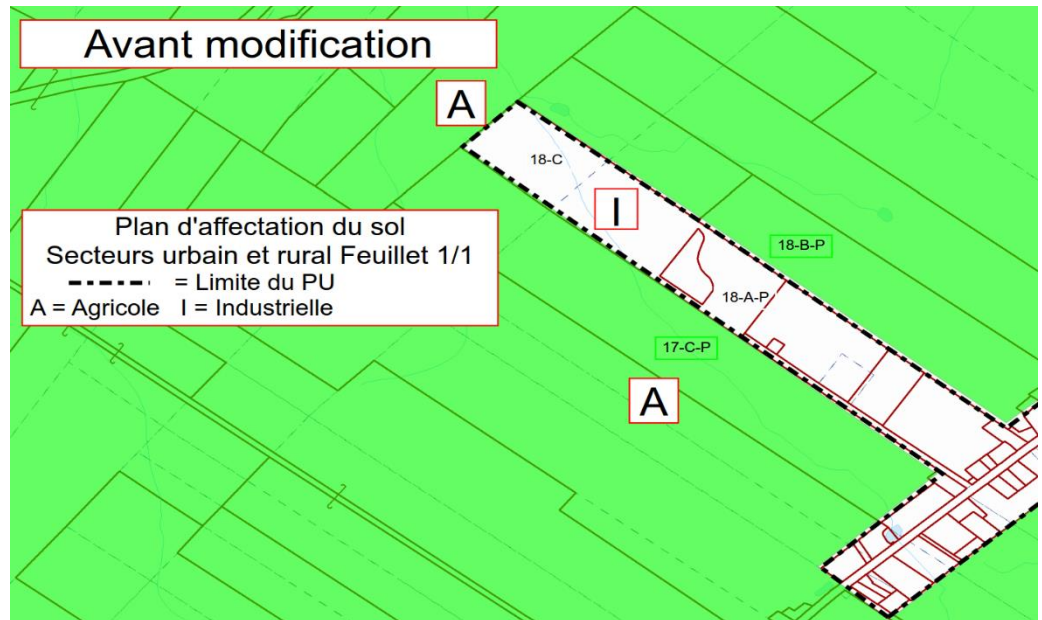 Avant modification
A
18-C
I
Plan d'affectation du sol
Secteurs urbain et rural Feuillet 1/1
= Limite du PU
A = Agricole I = Industrielle
18-B-P
18-A-P
17-C-P
A